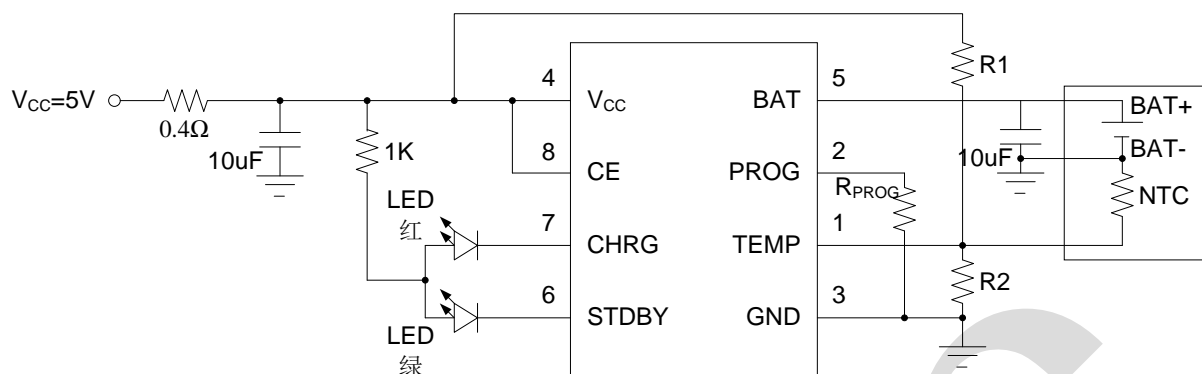 V_CC=5V
0.4Ω
10uF
1K
LED
红
LED
绿
4
8
7
6
V_CC
CE
CHRG
STDBY
BAT
PROG
TEMP
GND
5
2
1
3
R_PROG
R1
R2
10uF
BAT+
BAT-
NTC